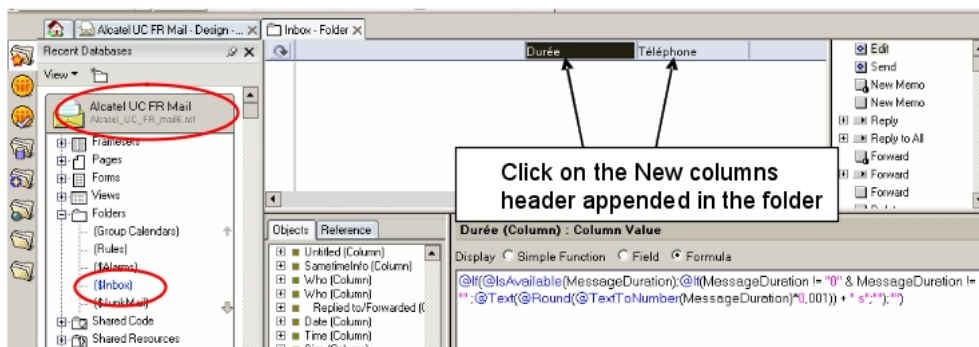 Alcatel UC FR Mail - Design -...
Inbox - Folder
Recent Databases
View
Alcatel UC FR Mail
Alcatel_UC_FR_mail6.ntf
Framesets
Pages
Forms
Views
Folders
(Group Calendars)
(Rules)
($Alarms)
($Inbox)
($JunkMail)
Shared Code
Shared Resources
Durée
Téléphone
Click on the New columns
header appended in the folder
Edit
Send
New Memo
New Memo
Reply
Reply to All
Forward
Forward
Forward
Objects
Reference
Untitled (Column)
SametimeInfo (Column)
Who (Column)
Who (Column)
Replied to/Forwarded (C
Date (Column)
Time (Column)
Durée (Column) : Column Value
Display Simple Function Field Formula
@If(@IsAvailable(MessageDuration);@If(MessageDuration != "0" & MessageDuration !=
"" ;@Text(@Round(@TextToNumber(MessageDuration)*0,001)) + " s";"");"")